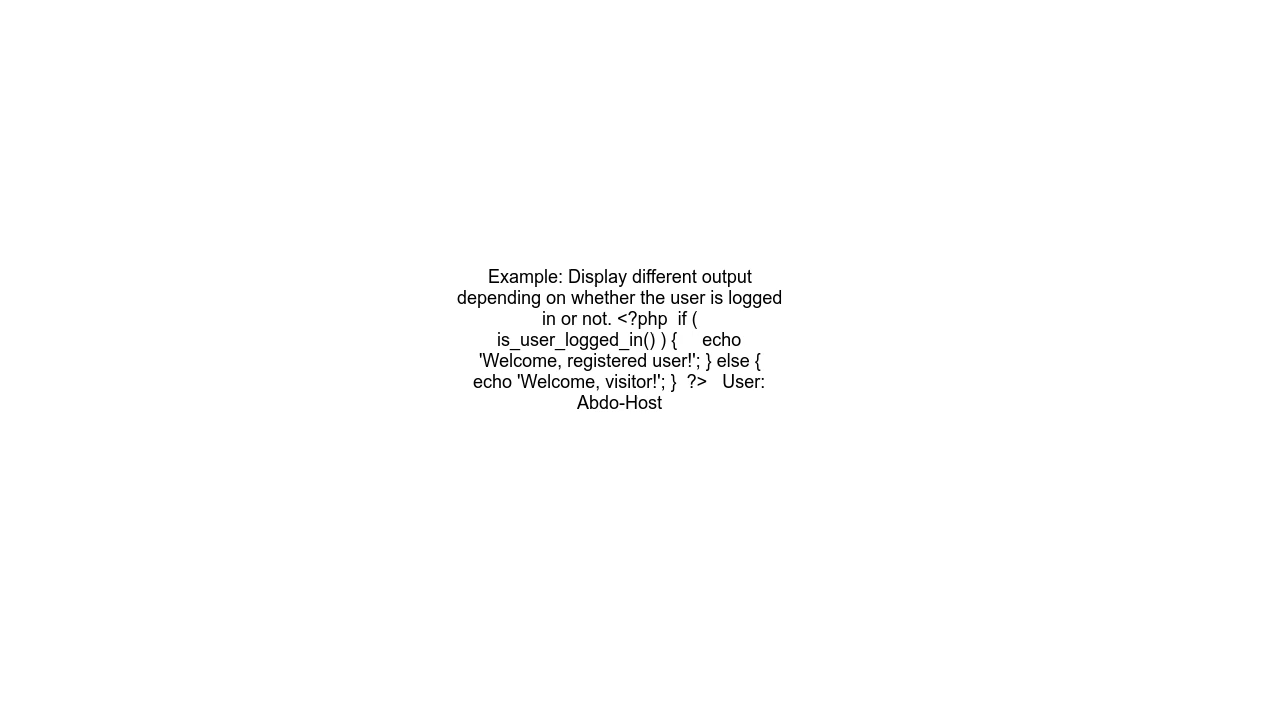 Example: Display different output
depending on whether the user is logged
in or not. <?php  if (
is_user_logged_in() ) {     echo
'Welcome, registered user!'; } else {
echo 'Welcome, visitor!'; }  ?>   User:
Abdo-Host